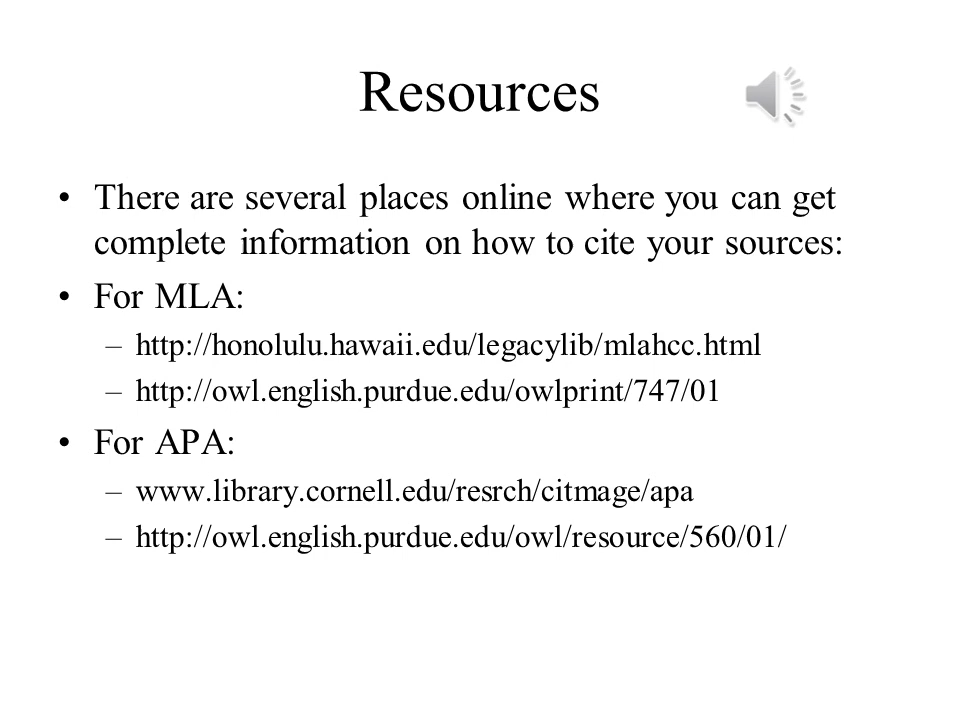 Resources
• There are several places online where you can get
complete information on how to cite your sources:
• For MLA:
–http://honolulu.hawaii.edu/legacylib/mlahcc.html
–http://owl.english.purdue.edu/owlprint/747/01
• For APA:
–www.library.cornell.edu/resrch/citmage/apa
–http://owl.english.purdue.edu/owl/resource/560/01/